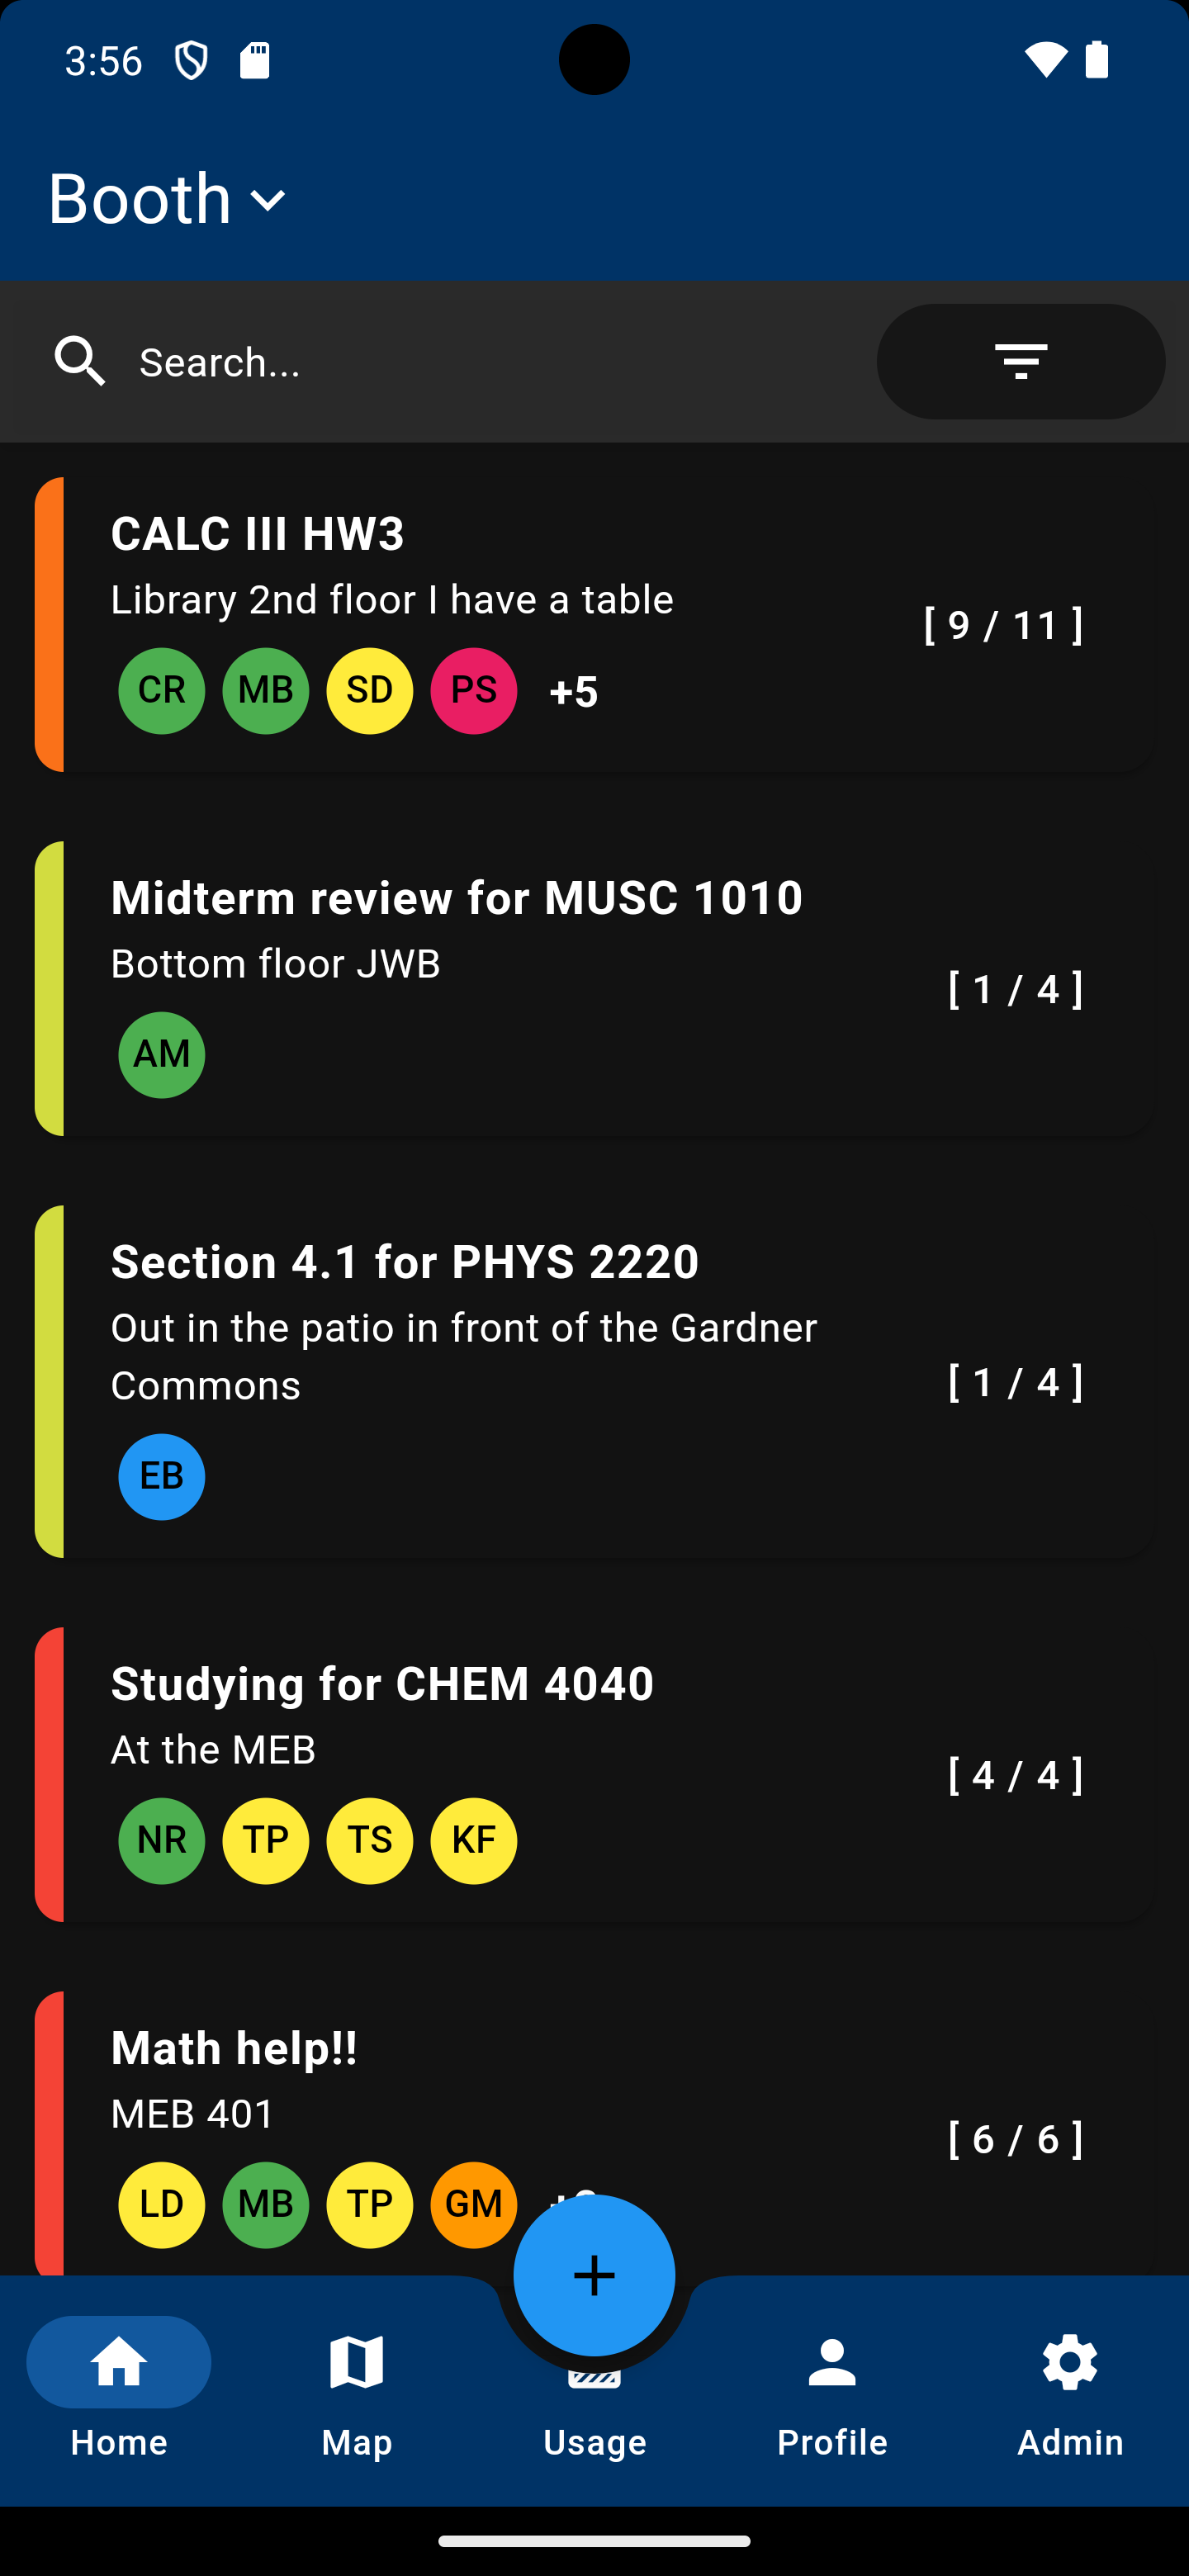 3:56
Booth
Search...
CALC III HW3
Library 2nd floor I have a table
[ 9 / 11 ]
CR MB SD PS +5
Midterm review for MUSC 1010
Bottom floor JWB
[ 1 / 4 ]
AM
Section 4.1 for PHYS 2220
Out in the patio in front of the Gardner
Commons
[ 1 / 4 ]
EB
Studying for CHEM 4040
At the MEB
[ 4 / 4 ]
NR TP TS KF
Math help!!
MEB 401
[ 6 / 6 ]
LD MB TP GM
Home Map Usage Profile Admin